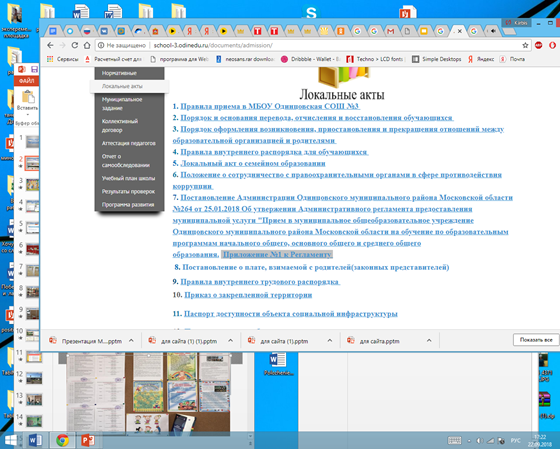 ФАЙЛ
Вставить
Не защищено | school-3.odinedu.ru/documents/admission/
Сервисы
Расчетный счет для
программа для Web
neosans.rar downloa
Dribbble - Wallet - B
Techno > LCD fonts
Simple Desktops
Яндекс
Почта
Нормативные
Локальные акты
Муниципальное
задание
Коллективный
договор
Аттестация педагогов
Отчет о
самообследовании
Учебный план школы
Результаты проверок
Программа развития
Локальные акты
1. Правила приема в МБОУ Одинцовская СОШ №3
2. Порядок и основания перевода, отчисления и восстановления обучающихся
3. Порядок оформления возникновения, приостановления и прекращения отношений между
образовательной организацией и родителями
4. Правила внутреннего распорядка для обучающихся
5. Локальный акт о семейном образовании
6. Положение о сотрудничестве с правоохранительными органами в сфере противодействия
коррупции
7. Постановление Администрации Одинцовского муниципального района Московской области
№264 от 25.01.2018 Об утверждении Административного регламента предоставления
муниципальной услуги "Прием в муниципальное общеобразовательное учреждение
Одинцовского муниципального района Московской области на обучение по образовательным
программам начального общего, основного общего и среднего общего
образования. Приложение №1 к Регламенту
8. Постановление о плате, взимаемой с родителей(законных представителей)
9. Правила внутреннего трудового распорядка
10. Приказ о закрепленной территории
11. Паспорт доступности объекта социальной инфраструктуры
Презентация М....pptm
для сайта (1) (1).pptm
для сайта (1).pptm
для сайта.pptm
Показать все
РУС
17:22
22.09.2018